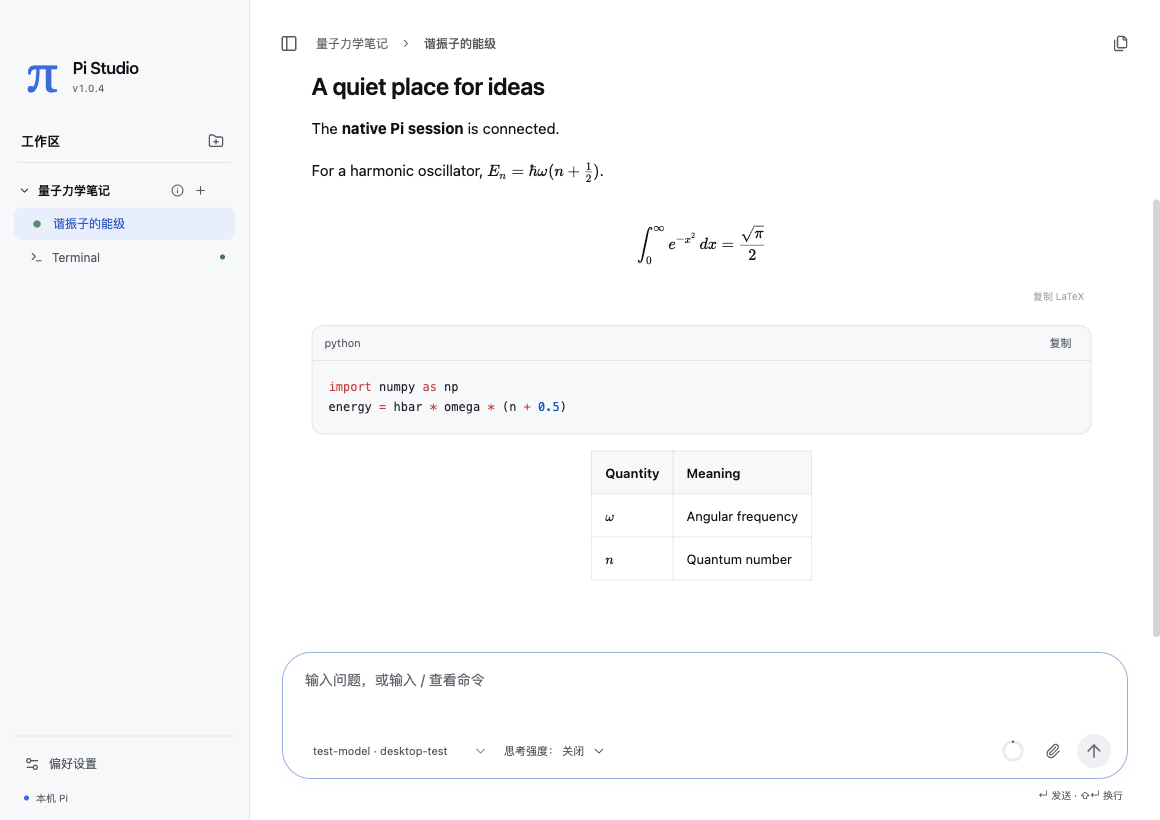 π Pi Studio
v1.0.4
工作区
量子力学笔记
谐振子的能级
Terminal
偏好设置
本机 Pi
量子力学笔记 › 谐振子的能级
A quiet place for ideas
The native Pi session is connected.
For a harmonic oscillator, Eₙ = ℏω(n + 1/2).
∫₀^∞ e^{−x²} dx = √π/2
复制 LaTeX
python 复制
import numpy as np
energy = hbar * omega * (n + 0.5)
Quantity Meaning
ω Angular frequency
n Quantum number
输入问题，或输入 / 查看命令
test-model · desktop-test 思考强度： 关闭
↵ 发送 · ⇧↵ 换行